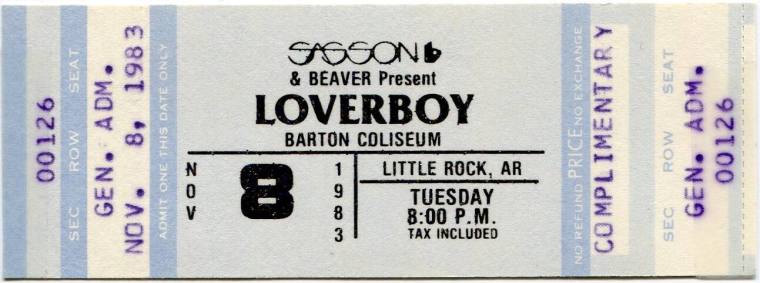 00126
SEC ROW SEAT
GEN. ADM.
NOV. 8, 1983
ADMIT ONE THIS DATE ONLY
SASSON
& BEAVER Present
LOVERBOY
BARTON COLISEUM
NOV
8
1983
LITTLE ROCK, AR
TUESDAY
8:00 P.M.
TAX INCLUDED
NO REFUND PRICE NO EXCHANGE
COMPLIMENTARY
SEC ROW SEAT
GEN. ADM.
00126